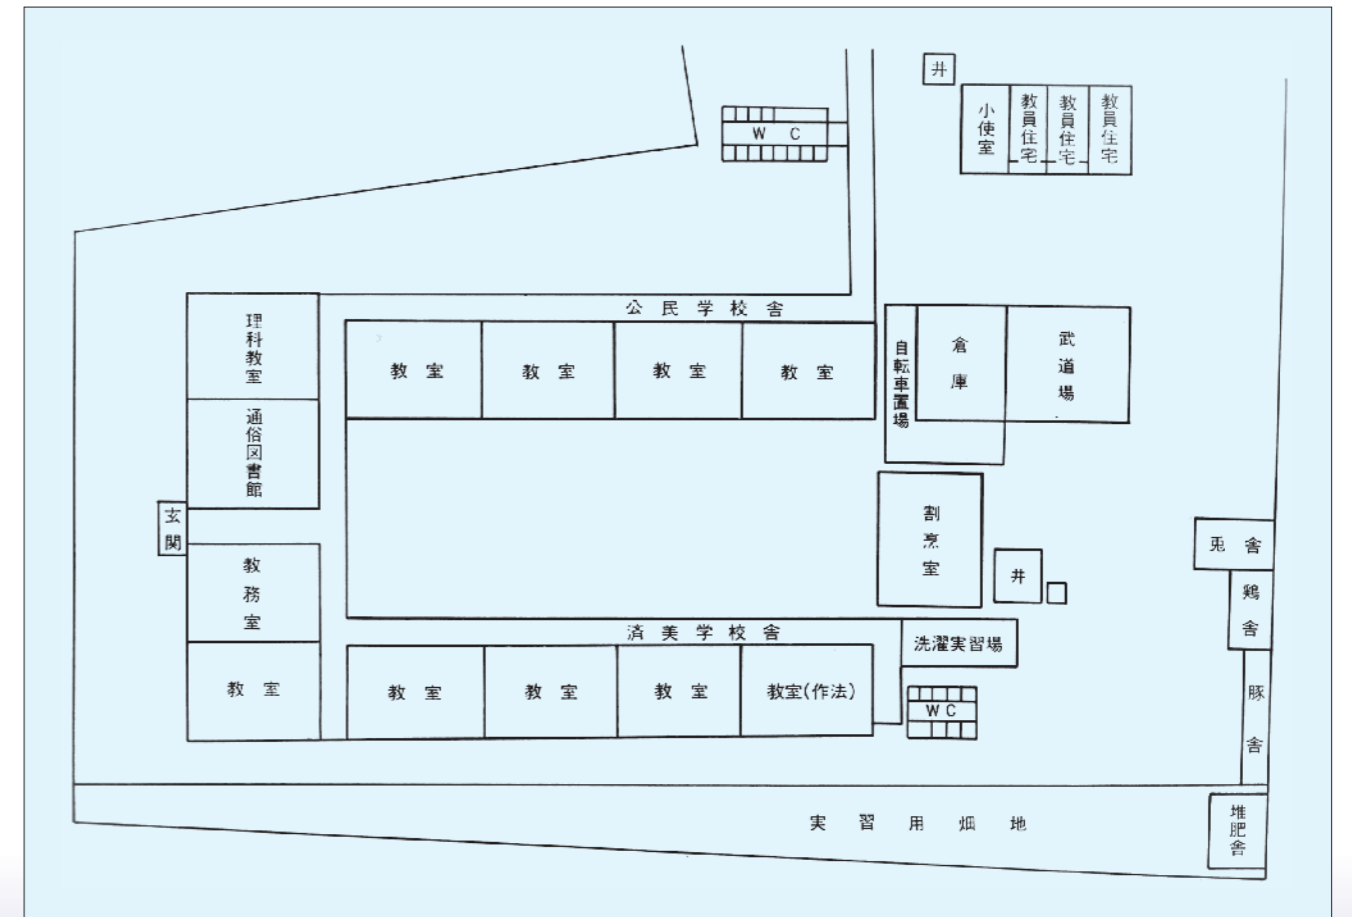 井
小使室
教員住宅
教員住宅
教員住宅
W C
公民学校舎
理科教室
教室
教室
教室
教室
自転車置場
倉庫
武道場
通俗図書館
玄関
割烹室
井
兎舎
鶏舎
教務室
済美学校舎
洗濯実習場
教室
教室
教室
教室
教室(作法)
WC
豚舎
実習用畑地
堆肥舎